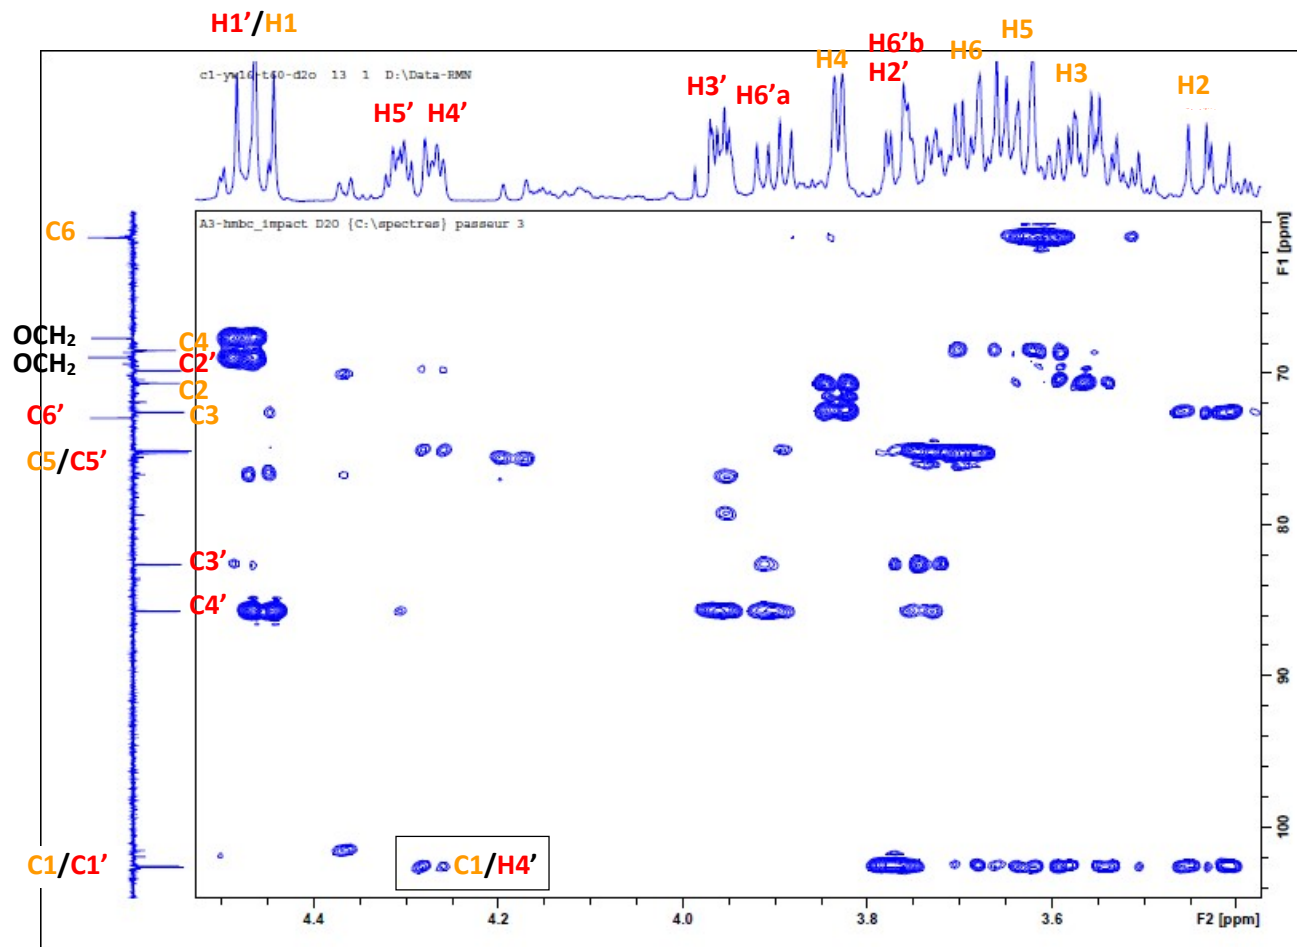 H1’/H1
c1-yw16-t60-d2o 13 1 D:\Data-RMN
H5’
H4’
H3’
H6’a
H4
H6’b
H2’
H6
H5
H3
H2
A3-hmbc_impact D2O {C:\spectres} passeur 3
C6
OCH2
C4
OCH2
C2’
C2
C6’
C3
C5/C5’
C3’
C4’
C1/C1’
C1/H4’
F1 [ppm]
70
80
90
100
4.4
4.2
4.0
3.8
3.6
F2 [ppm]